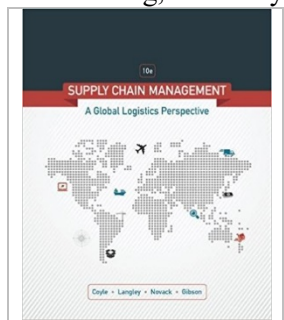 10e
SUPPLY CHAIN MANAGEMENT
A Global Logistics Perspective
Coyle • Langley • Novack • Gibson